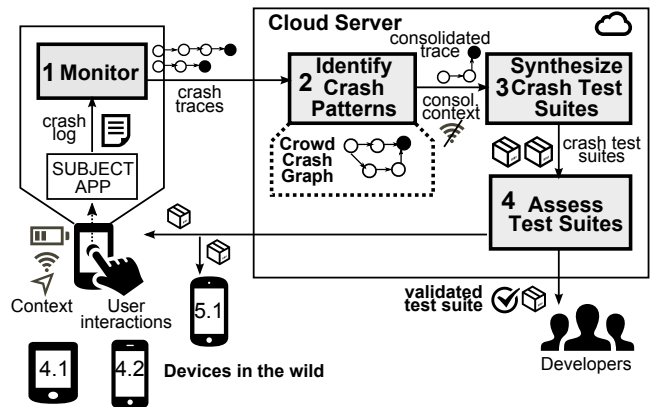 Cloud Server
1 Monitor
crash
traces
2 Identify
Crash
Patterns
consolidated
trace
consol.
context
Synthesize
3 Crash Test
Suites
crash
log
SUBJECT
APP
Crowd
Crash
Graph
crash test
suites
4 Assess
Test Suites
Context
User
interactions
5.1
validated
test suite
Developers
4.1
4.2
Devices in the wild